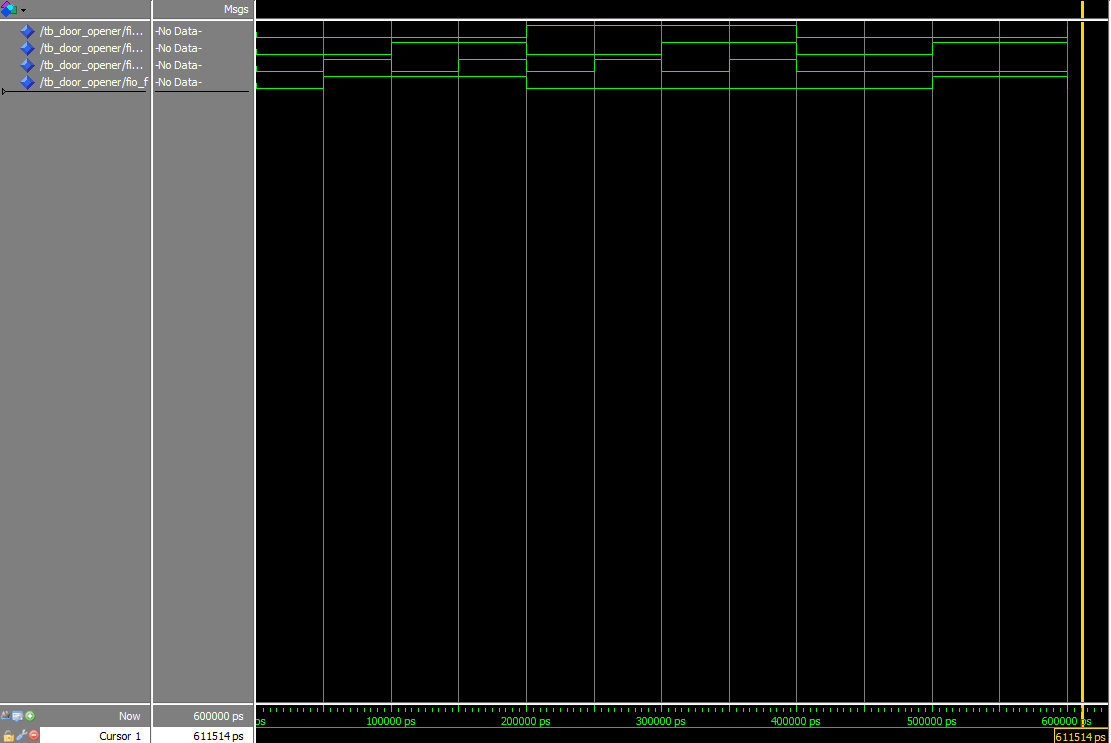 Msgs
/tb_door_opener/fi... -No Data-
/tb_door_opener/fi... -No Data-
/tb_door_opener/fi... -No Data-
/tb_door_opener/fio_f -No Data-
Now 600000 ps
ps 100000 ps 200000 ps 300000 ps 400000 ps 500000 ps 600000 ps
Cursor 1 611514 ps 611514 ps